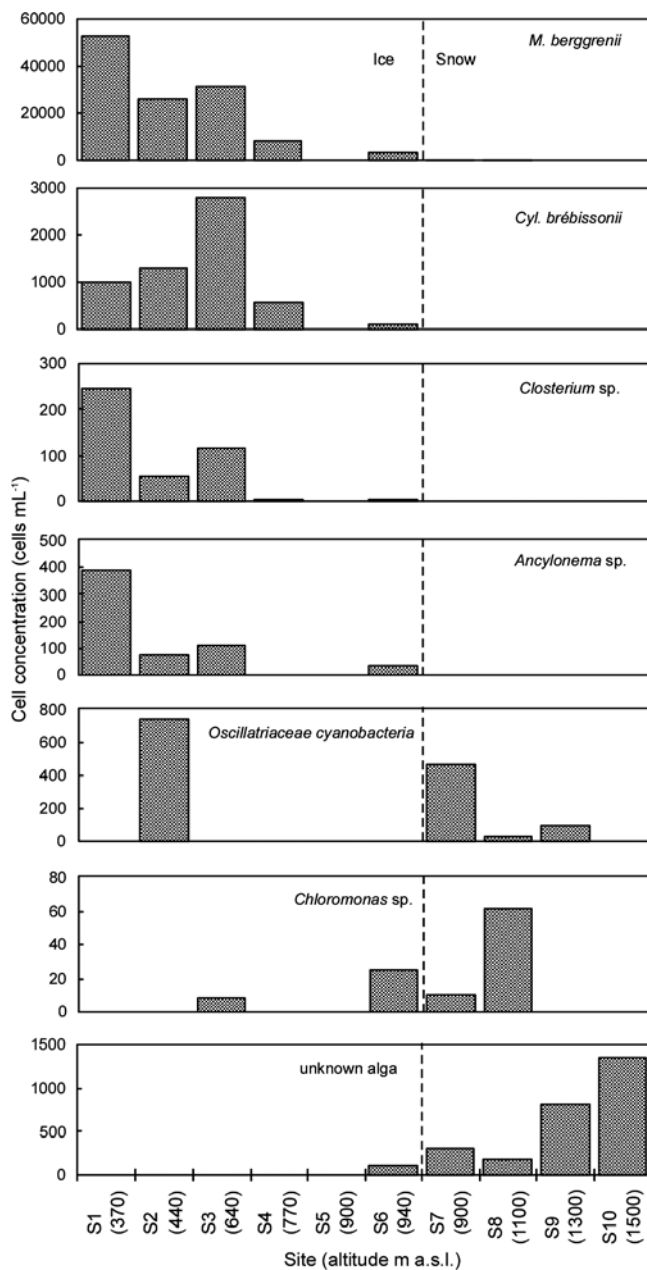 Cell concentration (cells mL⁻¹)
60000
40000
20000
0
Ice
Snow
M. berggrenii
3000
2000
1000
0
Cyl. brébissonii
300
200
100
0
Closterium sp.
500
400
300
200
100
0
Ancylonema sp.
800
600
400
200
0
Oscillatriaceae cyanobacteria
80
60
40
20
0
Chloromonas sp.
1500
1000
500
0
unknown alga
S1 (370)
S2 (440)
S3 (640)
S4 (770)
S5 (900)
S6 (940)
S7 (900)
S8 (1100)
S9 (1300)
S10 (1500)
Site (altitude m a.s.l.)